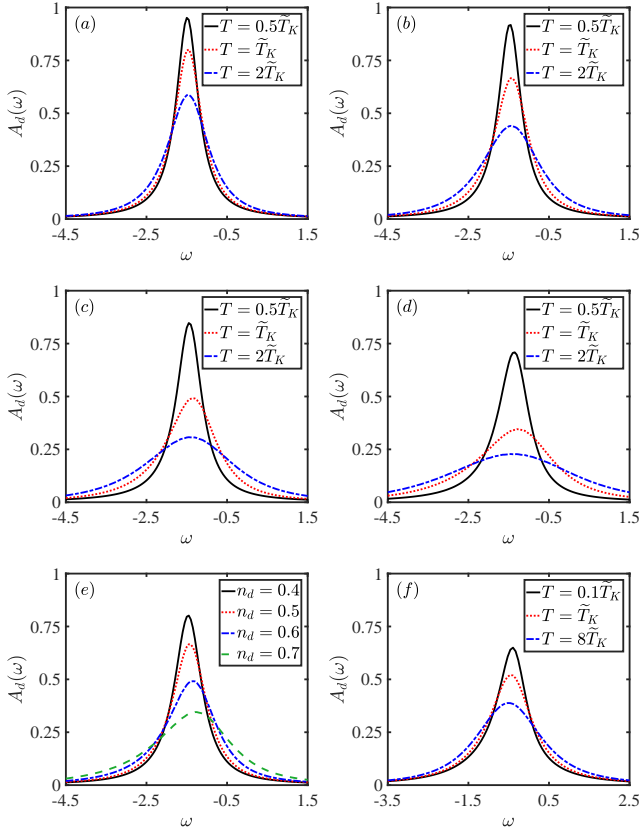 (a)
T = 0.5T̃_K
T = T̃_K
T = 2T̃_K
1
0.75
0.5
0.25
0
A_d(ω)
-4.5 -2.5 -0.5 1.5
ω
(b)
T = 0.5T̃_K
T = T̃_K
T = 2T̃_K
1
0.75
0.5
0.25
0
A_d(ω)
-4.5 -2.5 -0.5 1.5
ω
(c)
T = 0.5T̃_K
T = T̃_K
T = 2T̃_K
1
0.75
0.5
0.25
0
A_d(ω)
-4.5 -2.5 -0.5 1.5
ω
(d)
T = 0.5T̃_K
T = T̃_K
T = 2T̃_K
1
0.75
0.5
0.25
0
A_d(ω)
-4.5 -2.5 -0.5 1.5
ω
(e)
n_d = 0.4
n_d = 0.5
n_d = 0.6
n_d = 0.7
1
0.75
0.5
0.25
0
A_d(ω)
-4.5 -2.5 -0.5 1.5
ω
(f)
T = 0.1T̃_K
T = T̃_K
T = 8T̃_K
1
0.75
0.5
0.25
0
A_d(ω)
-3.5 -1.5 0.5 2.5
ω